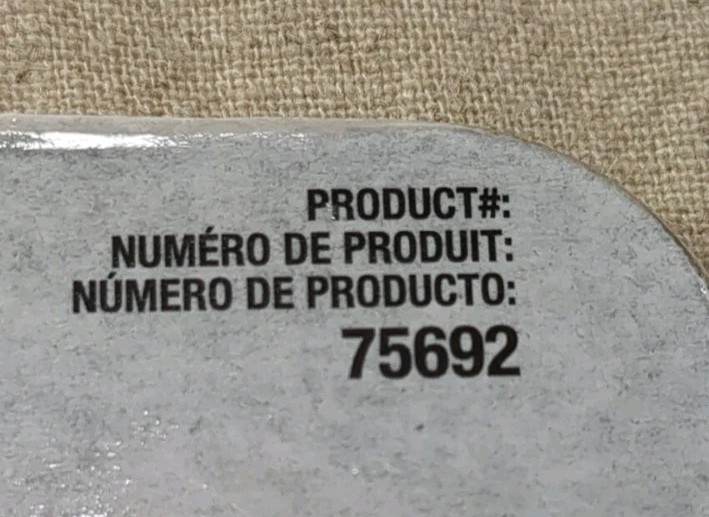 PRODUCT#:
NUMÉRO DE PRODUIT:
NÚMERO DE PRODUCTO:
75692